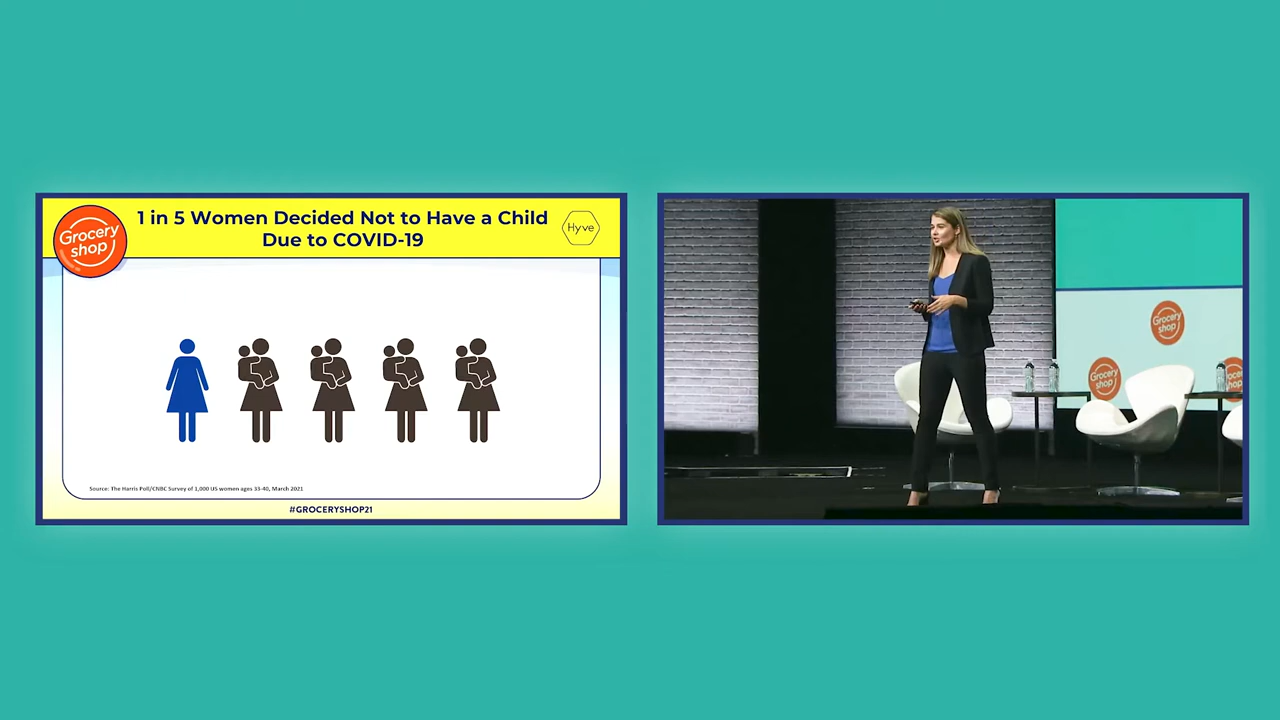 1 in 5 Women Decided Not to Have a Child
Due to COVID-19
Grocery
shop
Hyve
Source: The Harris Poll/CNBC Survey of 1,000 US women ages 33-40, March 2021
#GROCERYSHOP21
Grocery
shop
Grocery
shop